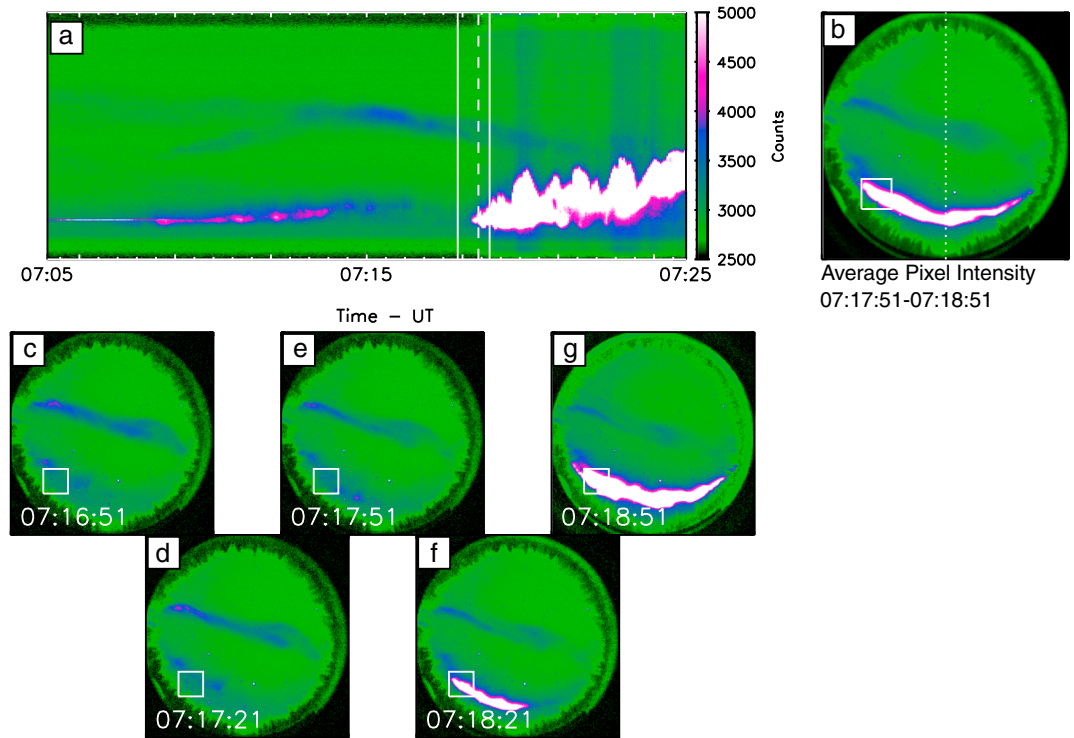 a
5000
4500
4000
3500
3000
2500
Counts
07:05
07:15
07:25
Time – UT
b
Average Pixel Intensity
07:17:51-07:18:51
c
07:16:51
e
07:17:51
g
07:18:51
d
07:17:21
f
07:18:21